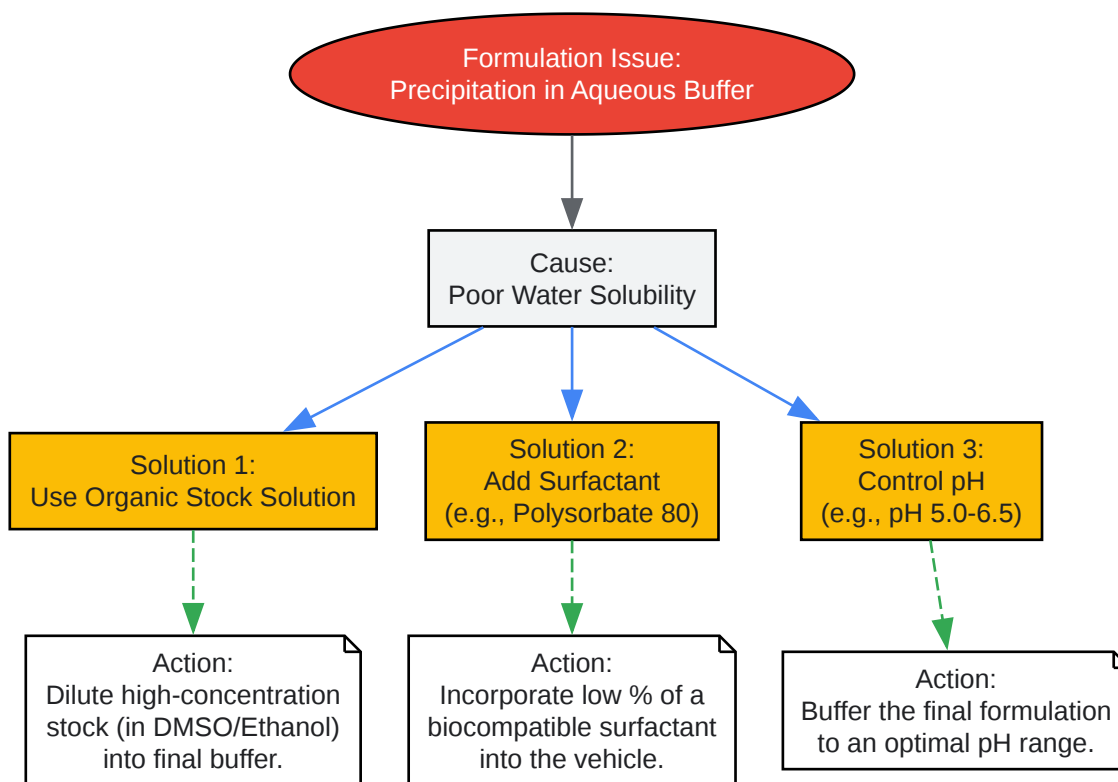 Formulation Issue:
Precipitation in Aqueous Buffer
Cause:
Poor Water Solubility
Solution 1:
Use Organic Stock Solution
Solution 2:
Add Surfactant
(e.g., Polysorbate 80)
Solution 3:
Control pH
(e.g., pH 5.0-6.5)
Action:
Dilute high-concentration
stock (in DMSO/Ethanol)
into final buffer.
Action:
Incorporate low % of a
biocompatible surfactant
into the vehicle.
Action:
Buffer the final formulation
to an optimal pH range.